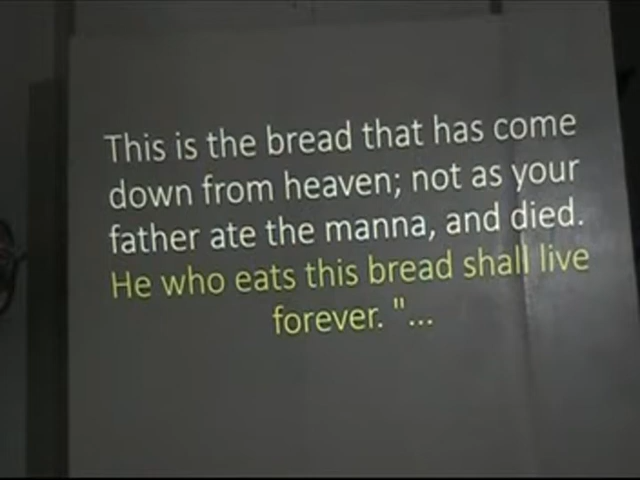 This is the bread that has come
down from heaven; not as your
father ate the manna, and died.
He who eats this bread shall live
forever. "...